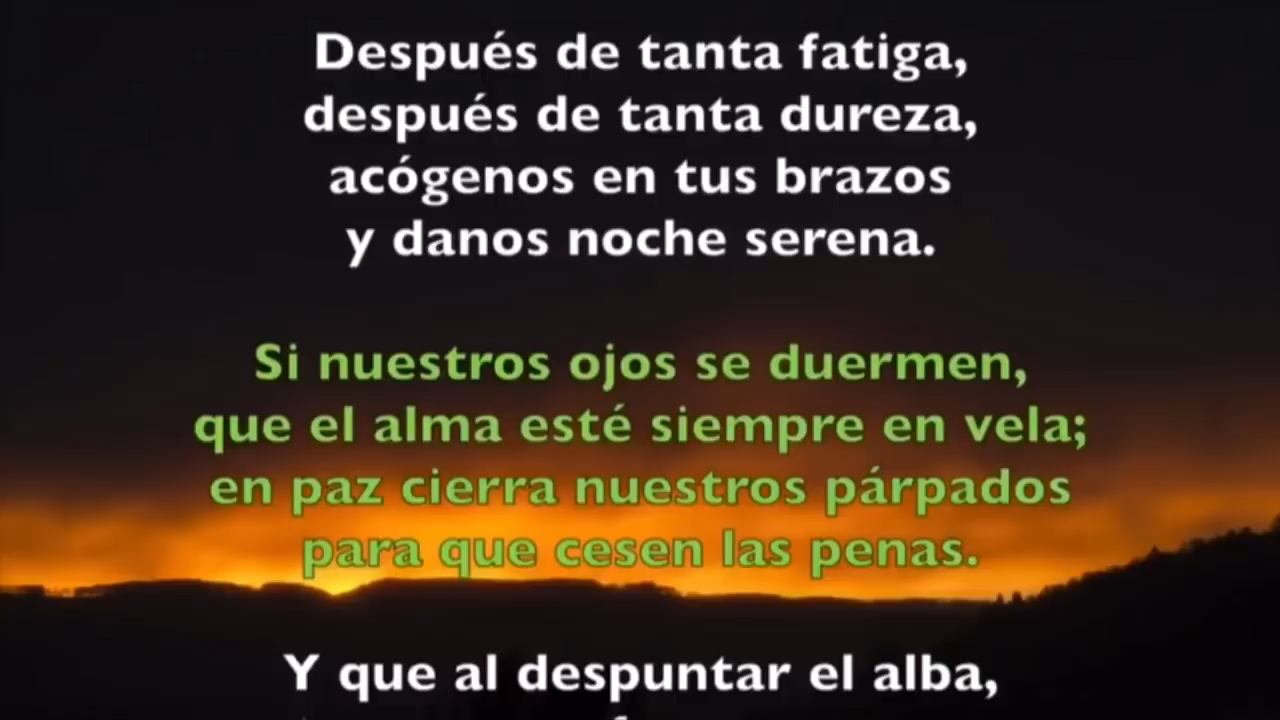 Después de tanta fatiga,
después de tanta dureza,
acógenos en tus brazos
y danos noche serena.
Si nuestros ojos se duermen,
que el alma esté siempre en vela;
en paz cierra nuestros párpados
para que cesen las penas.
Y que al despuntar el alba,